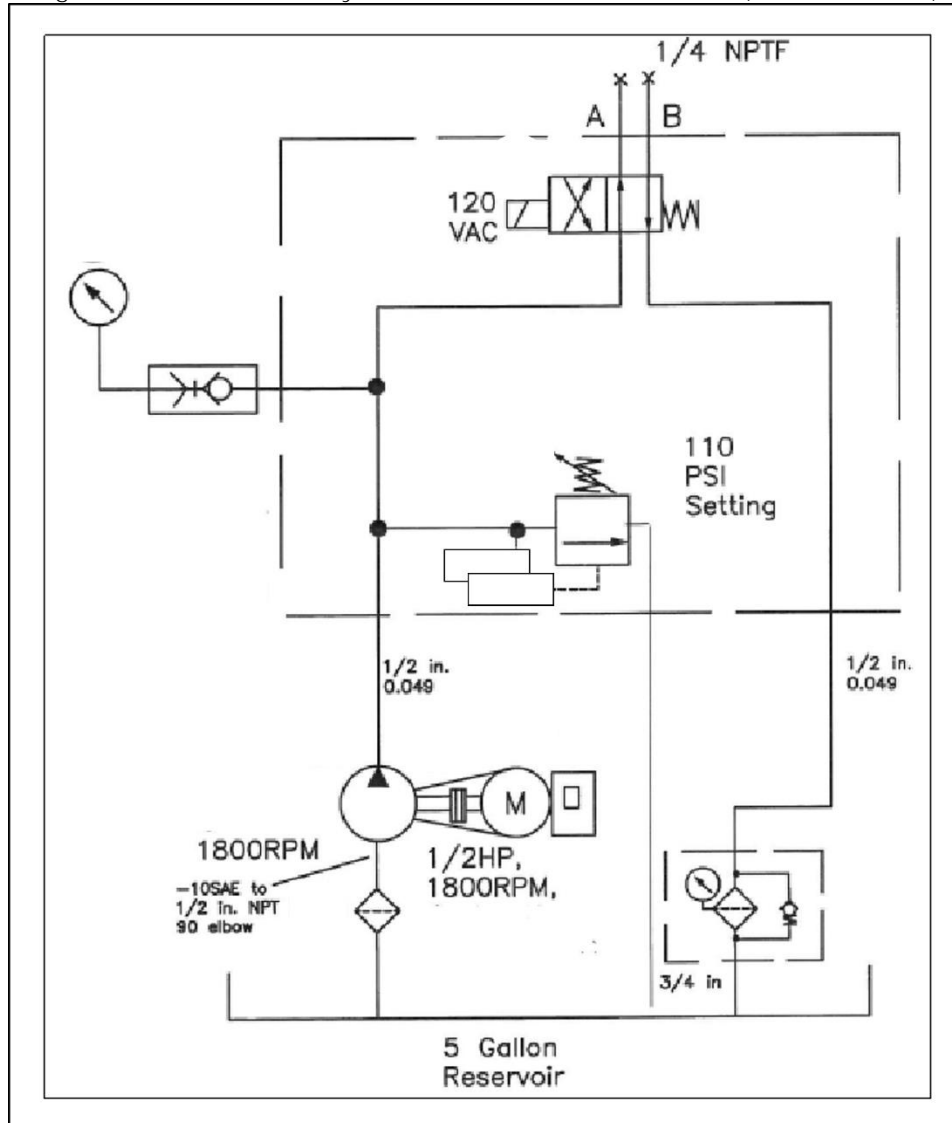 1/4 NPTF
A B
120
VAC
110
PSI
Setting
1/2 in.
0.049
1/2 in.
0.049
M
1800RPM
1/2HP,
1800RPM,
-10SAE to
1/2 in. NPT
90 elbow
3/4 in
5 Gallon
Reservoir